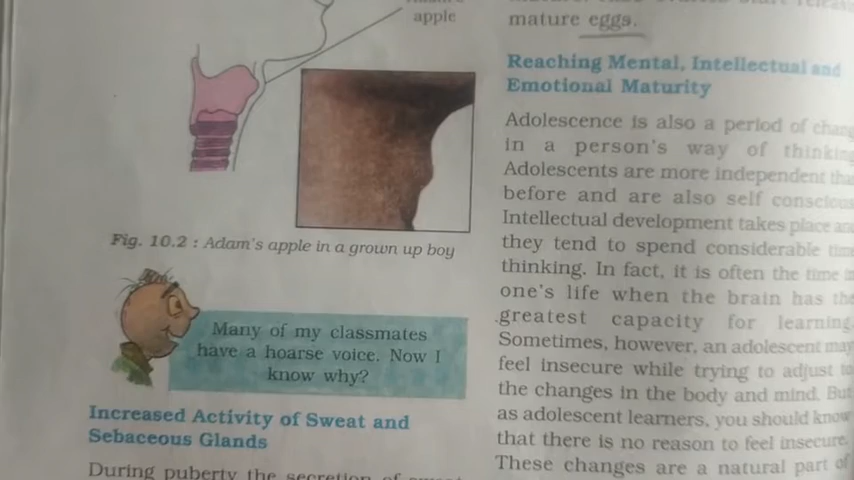 apple
Fig. 10.2 : Adam's apple in a grown up boy
Many of my classmates
have a hoarse voice. Now I
know why?
Increased Activity of Sweat and
Sebaceous Glands
During puberty the secretion of
mature eggs.
Reaching Mental, Intellectual and
Emotional Maturity
Adolescence is also a period of
in a person's way of thinking
Adolescents are more independent
before and are also self conscious
Intellectual development takes place
they tend to spend considerable
thinking. In fact, it is often the time
one's life when the brain has
greatest capacity for learning.
Sometimes, however, an adolescent may
feel insecure while trying to adjust to
the changes in the body and mind. But
as adolescent learners, you should know
that there is no reason to feel insecure.
These changes are a natural part of